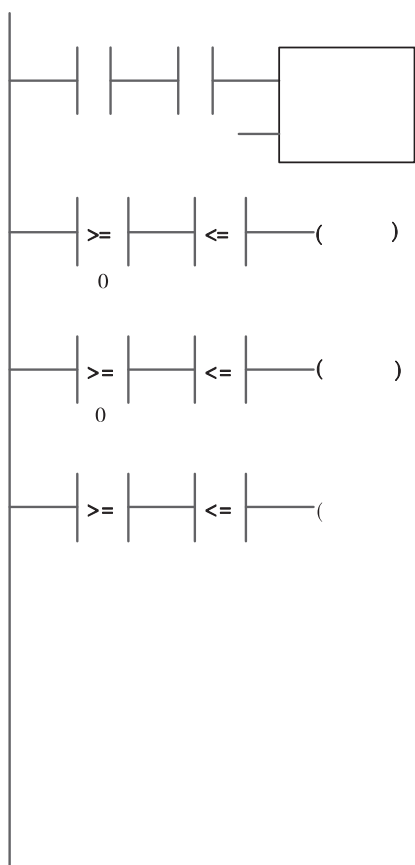 >= <= ( )
0
>= <= ( )
0
>= <= (